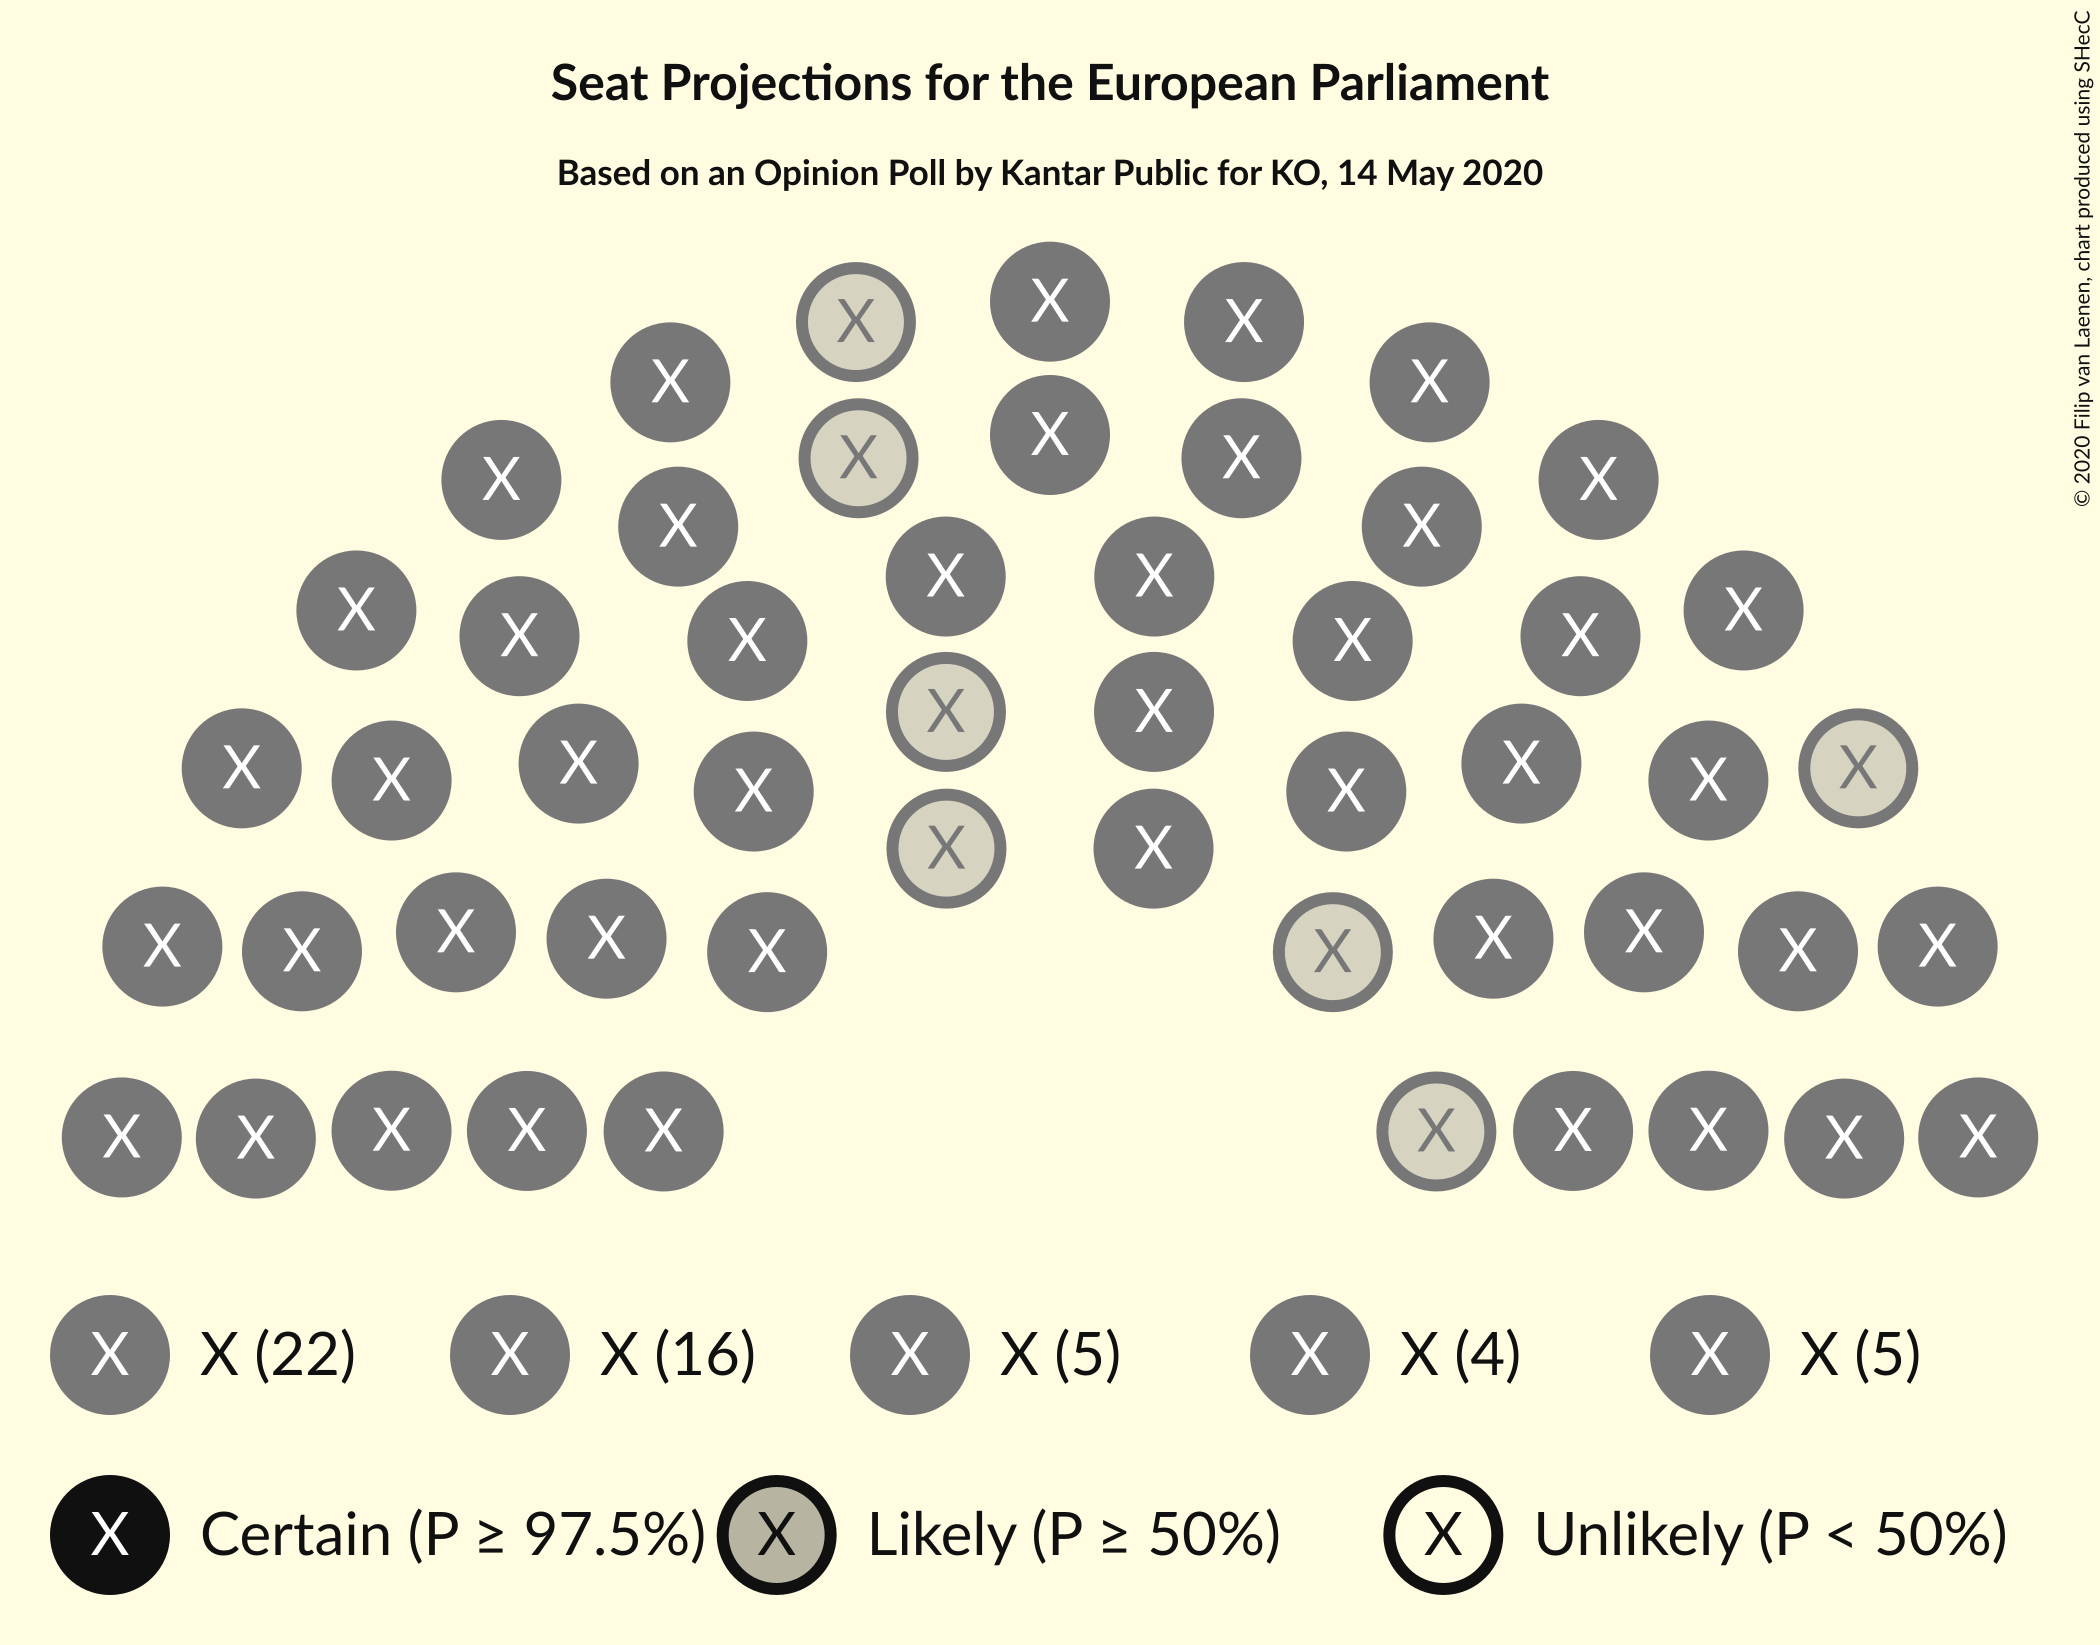 Seat Projections for the European Parliament
Based on an Opinion Poll by Kantar Public for KO, 14 May 2020
© 2020 Filip van Laenen, chart produced using SHecC
X X X
X X
X X X
X X
X X
X X
X X X X X X
X X
X X X X X X X X
X X
X X X X X X X X X X
X X X X X X X X X X
X X (22) X X (16) X X (5) X X (4) X X (5)
X Certain (P ≥ 97.5%) X Likely (P ≥ 50%) X Unlikely (P < 50%)